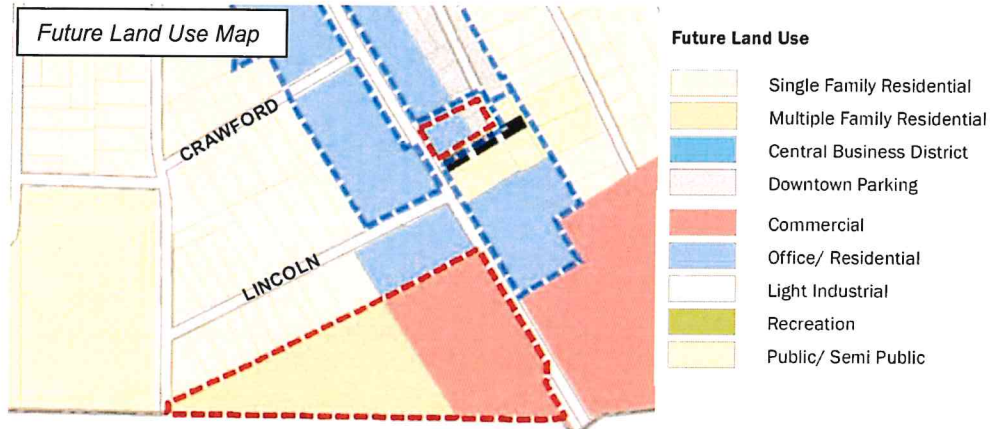 Future Land Use Map
CRAWFORD
LINCOLN
Future Land Use
Single Family Residential
Multiple Family Residential
Central Business District
Downtown Parking
Commercial
Office/ Residential
Light Industrial
Recreation
Public/ Semi Public